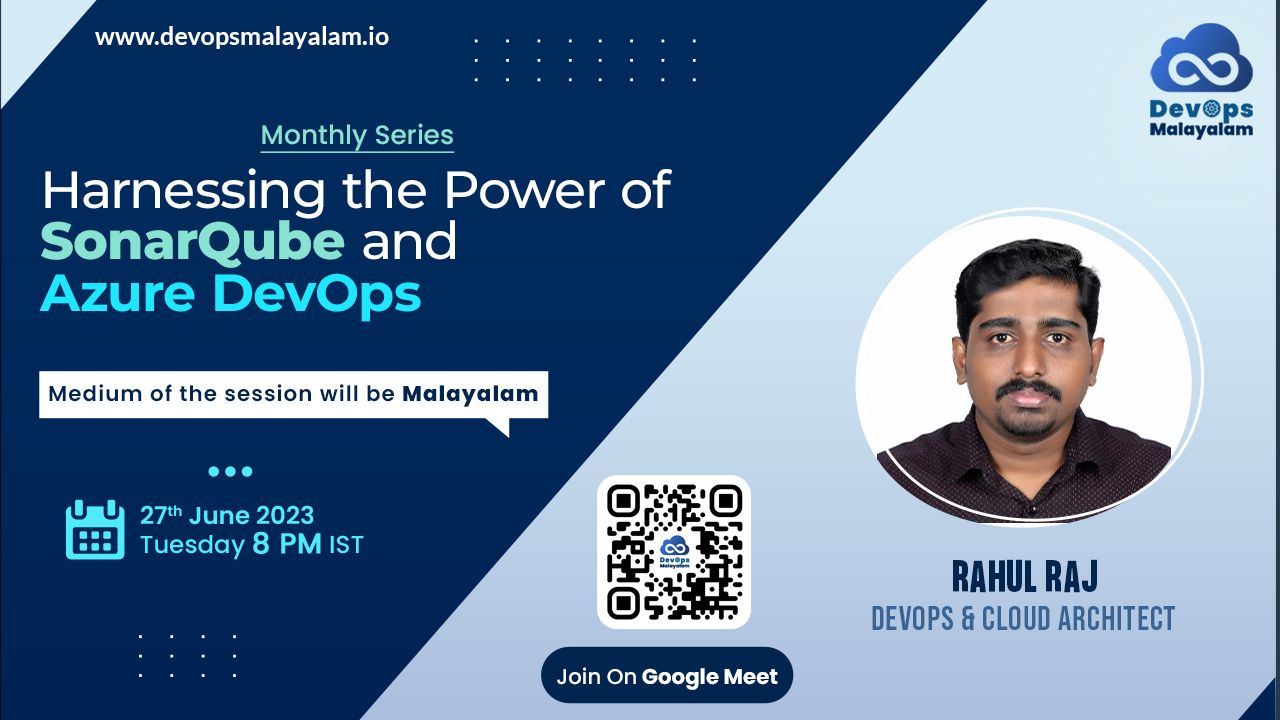 www.devopsmalayalam.io
DevOps
Malayalam
Monthly Series
Harnessing the Power of
SonarQube and
Azure DevOps
Medium of the session will be Malayalam
27th June 2023
Tuesday 8 PM IST
DevOps
Malayalam
Join On Google Meet
RAHUL RAJ
DEVOPS & CLOUD ARCHITECT